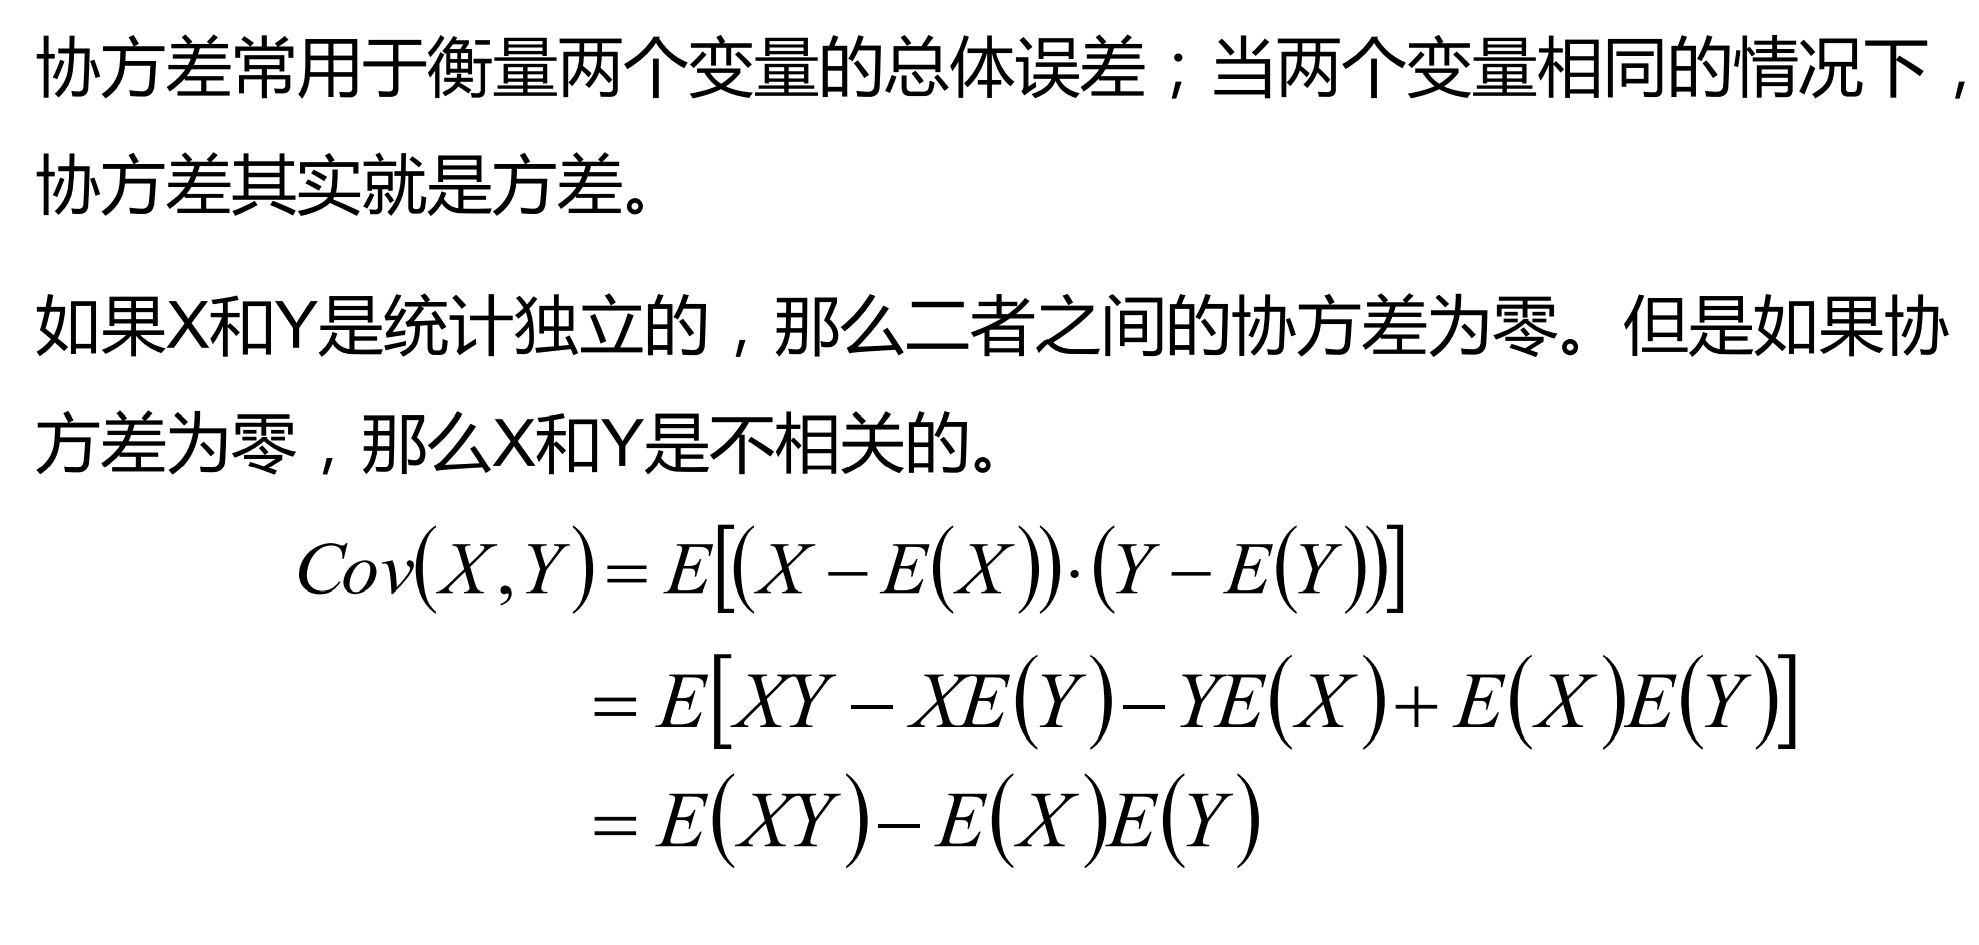 协方差常用于衡量两个变量的总体误差；当两个变量相同的情况下，
协方差其实就是方差。
如果X和Y是统计独立的，那么二者之间的协方差为零。但是如果协
方差为零，那么X和Y是不相关的。
Cov(X,Y)=E[(X−E(X))·(Y−E(Y))]
=E[XY−XE(Y)−YE(X)+E(X)E(Y)]
=E(XY)−E(X)E(Y)